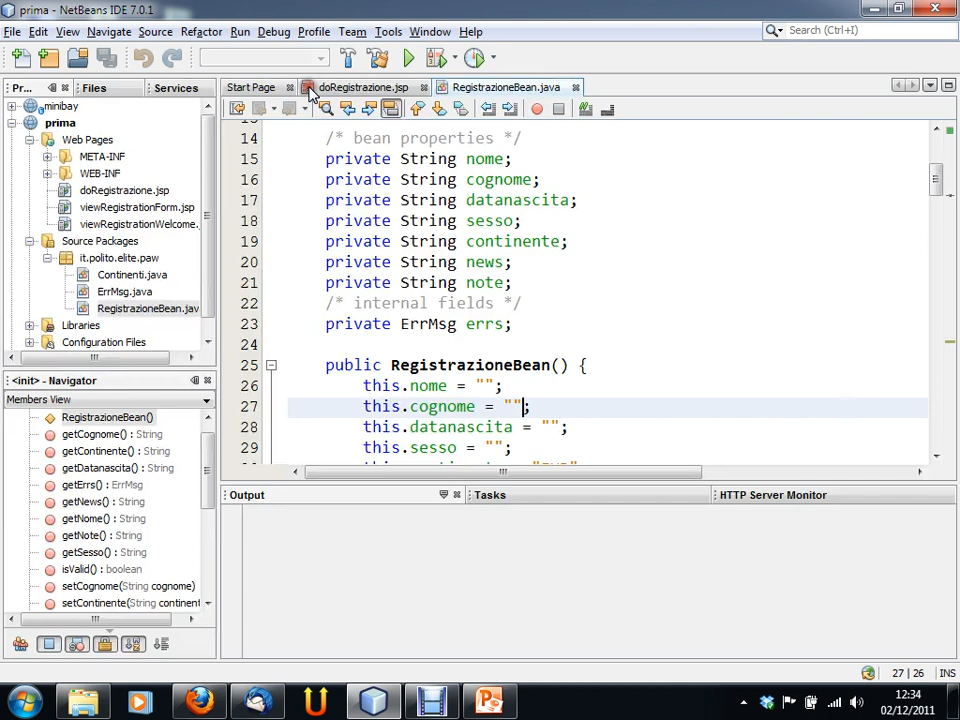 prima - NetBeans IDE 7.0.1
File Edit View Navigate Source Refactor Run Debug Profile Team Tools Window Help
Search (Ctrl+I)
Pr... Files Services
Start Page doRegistrazione.jsp RegistrazioneBean.java
minibay
prima
Web Pages
META-INF
WEB-INF
doRegistrazione.jsp
viewRegistrationForm.jsp
viewRegistrationWelcome.
Source Packages
it.polito.elite.paw
Continenti.java
ErrMsg.java
RegistrazioneBean.jav
Libraries
Configuration Files
14 /* bean properties */
15 private String nome;
16 private String cognome;
17 private String datanascita;
18 private String sesso;
19 private String continente;
20 private String news;
21 private String note;
22 /* internal fields */
23 private ErrMsg errs;
24
25 public RegistrazioneBean() {
26 this.nome = "";
27 this.cognome = "";
28 this.datanascita = "";
29 this.sesso = "";
<init> - Navigator
Members View
RegistrazioneBean()
getCognome() : String
getContinente() : String
getDatanascita() : String
getErrs() : ErrMsg
getNews() : String
getNome() : String
getNote() : String
getSesso() : String
isValid() : boolean
setCognome(String cognome)
setContinente(String continent
Output Tasks HTTP Server Monitor
27 | 26 INS
12:34
02/12/2011